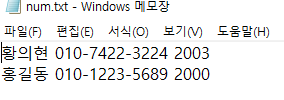 num.txt - Windows 메모장
파일(F) 편집(E) 서식(O) 보기(V) 도움말(H)
황의현 010-7422-3224 2003
홍길동 010-1223-5689 2000